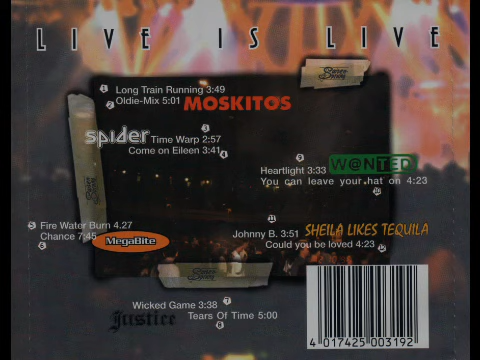 LIVE IS LIVE
1 Long Train Running 3:49
2 Oldie-Mix 5:01 MOSKITOS
3
spider Time Warp 2:57
Come on Eileen 3:41 4
9
Heartlight 3:33 W@NTED
You can leave your hat on 4:23
10
5 Fire Water Burn 4.27
Chance 7:45 MegaBite
6
11
Johnny B. 3:51 SHEILA LIKES TEQUILA
Could you be loved 4:23 12
Wicked Game 3:38 7
Justice Tears Of Time 5:00
8
4 017425 003192